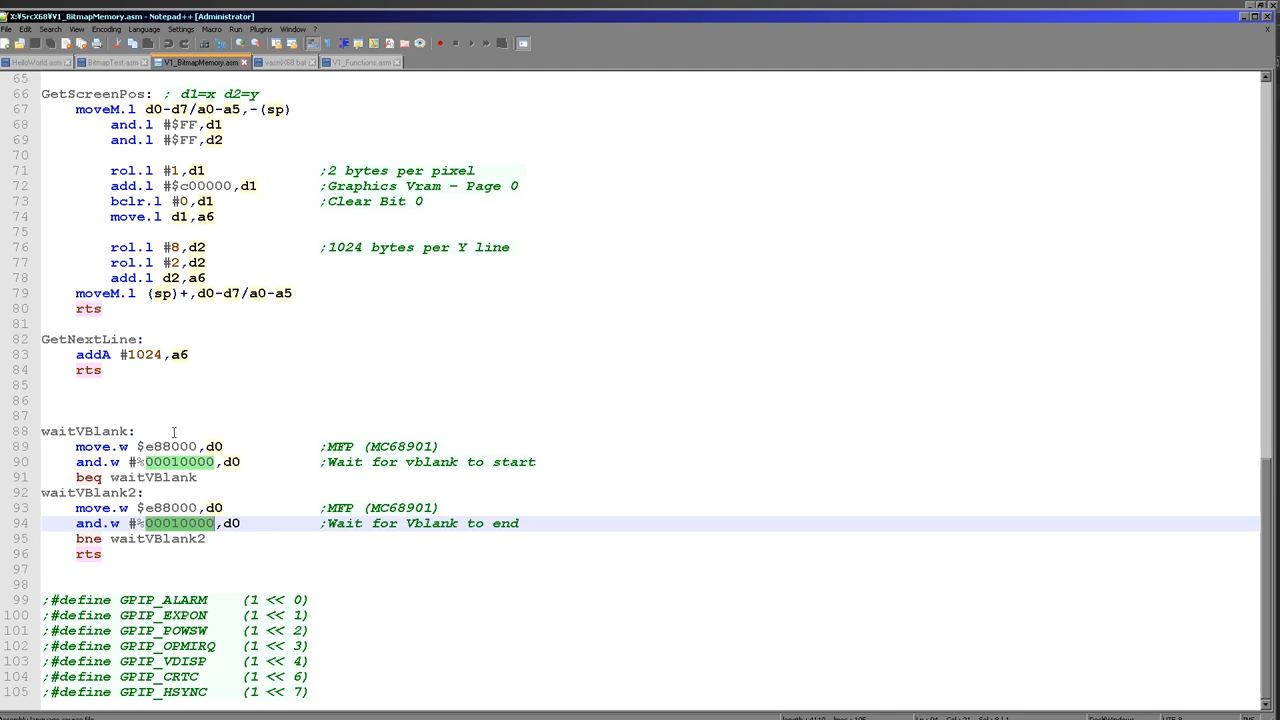 X:¥SrcX68¥V1_BitmapMemory.asm - Notepad++ [Administrator]
File Edit Search View Encoding Language Settings Macro Run Plugins Window ?
HelloWorld.asm BitmapTest.asm V1_BitmapMemory.asm vasmX68.bat V1_Functions.asm
65
66 GetScreenPos: ; d1=x d2=y
67 moveM.l d0-d7/a0-a5,-(sp)
68 and.l #$FF,d1
69 and.l #$FF,d2
70
71 rol.l #1,d1 ;2 bytes per pixel
72 add.l #$c00000,d1 ;Graphics Vram – Page 0
73 bclr.l #0,d1 ;Clear Bit 0
74 move.l d1,a6
75
76 rol.l #8,d2 ;1024 bytes per Y line
77 rol.l #2,d2
78 add.l d2,a6
79 moveM.l (sp)+,d0-d7/a0-a5
80 rts
81
82 GetNextLine:
83 addA #1024,a6
84 rts
85
86
87
88 waitVBlank:
89 move.w $e88000,d0 ;MFP (MC68901)
90 and.w #%00010000,d0 ;Wait for vblank to start
91 beq waitVBlank
92 waitVBlank2:
93 move.w $e88000,d0 ;MFP (MC68901)
94 and.w #%00010000,d0 ;Wait for Vblank to end
95 bne waitVBlank2
96 rts
97
98
99 ;#define GPIP_ALARM (1 << 0)
100 ;#define GPIP_EXPON (1 << 1)
101 ;#define GPIP_POWSW (1 << 2)
102 ;#define GPIP_OPMIRQ (1 << 3)
103 ;#define GPIP_VDISP (1 << 4)
104 ;#define GPIP_CRTC (1 << 6)
105 ;#define GPIP_HSYNC (1 << 7)